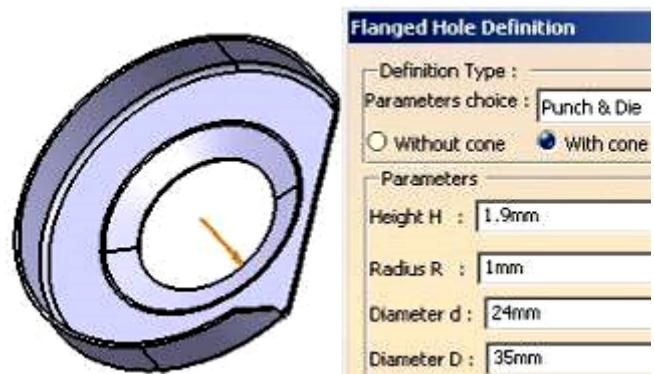 Flanged Hole Definition
Definition Type :
Parameters choice : Punch & Die
Without cone With cone
Parameters
Height H : 1.9mm
Radius R : 1mm
Diameter d : 24mm
Diameter D : 35mm